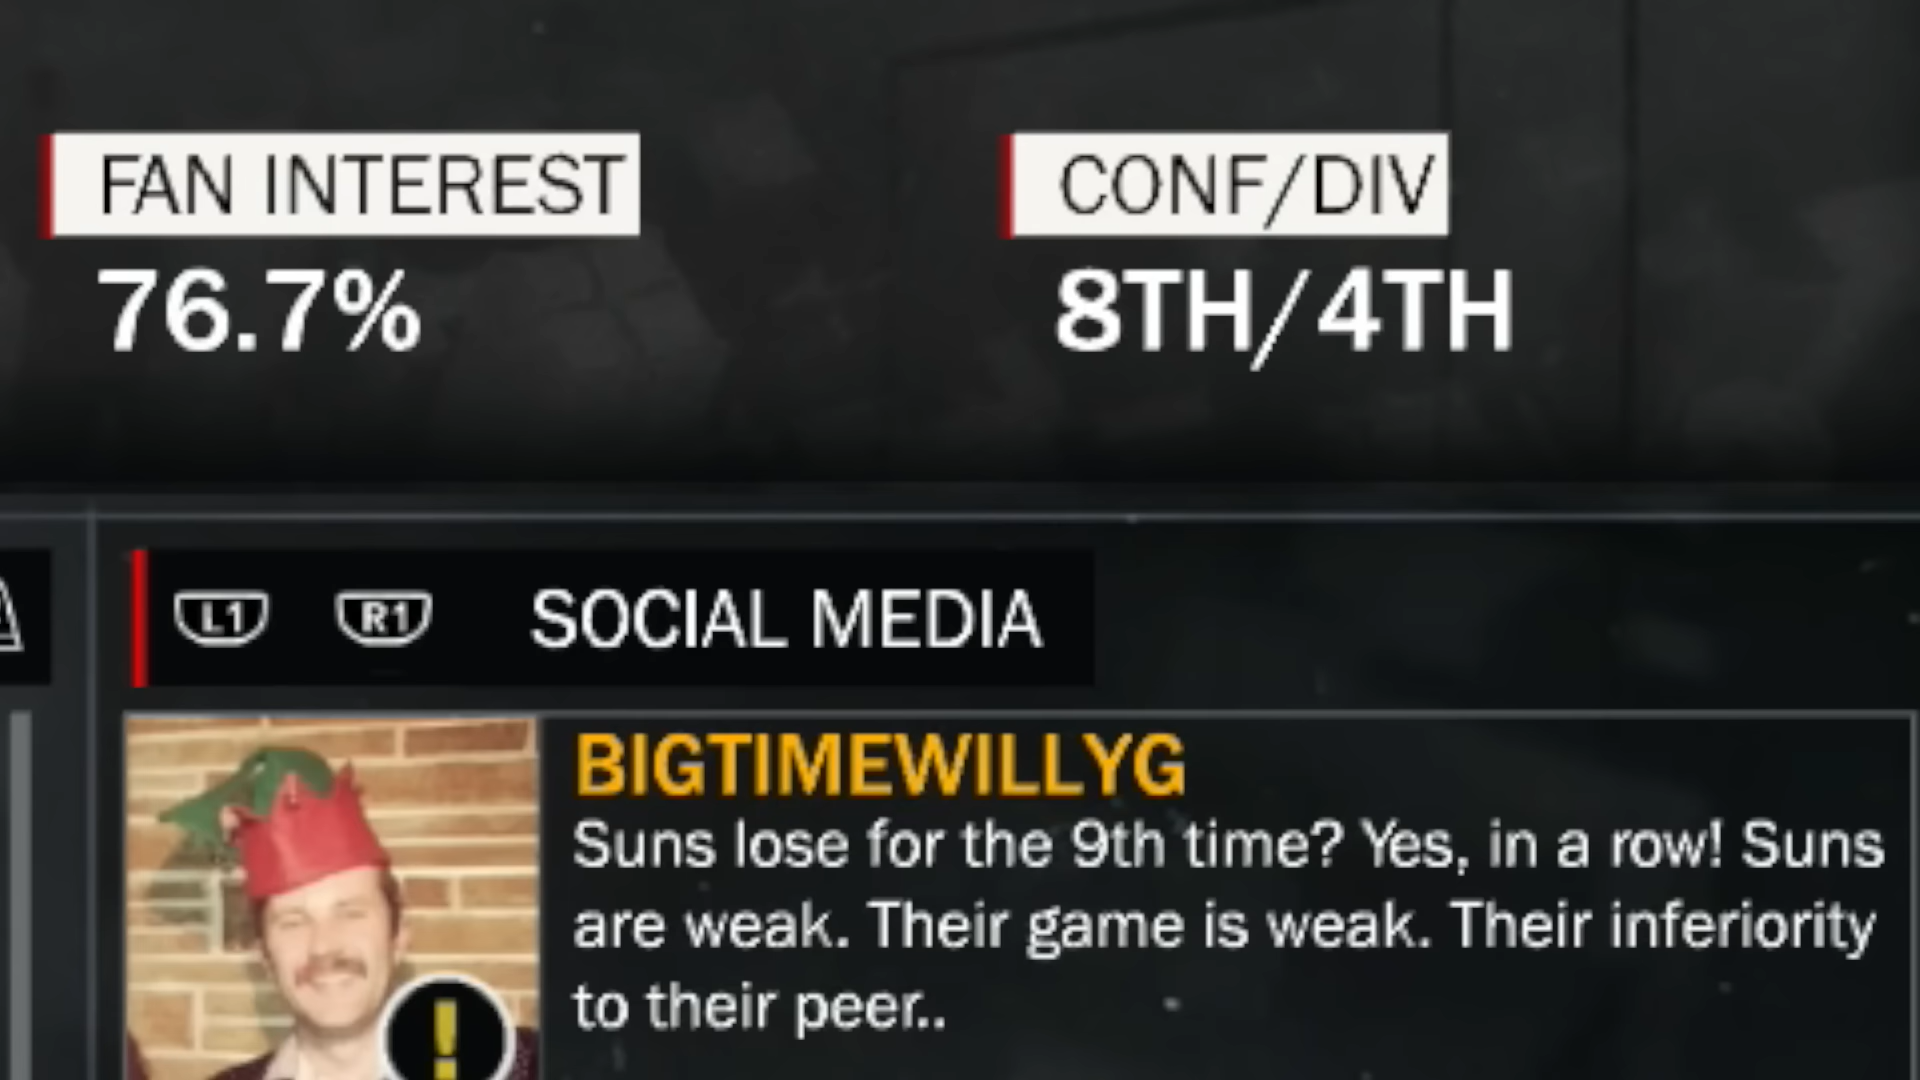 FAN INTEREST
CONF/DIV
76.7%
8TH/4TH
L1 R1 SOCIAL MEDIA
BIGTIMEWILLYG
Suns lose for the 9th time? Yes, in a row! Suns
are weak. Their game is weak. Their inferiority
to their peer..
!